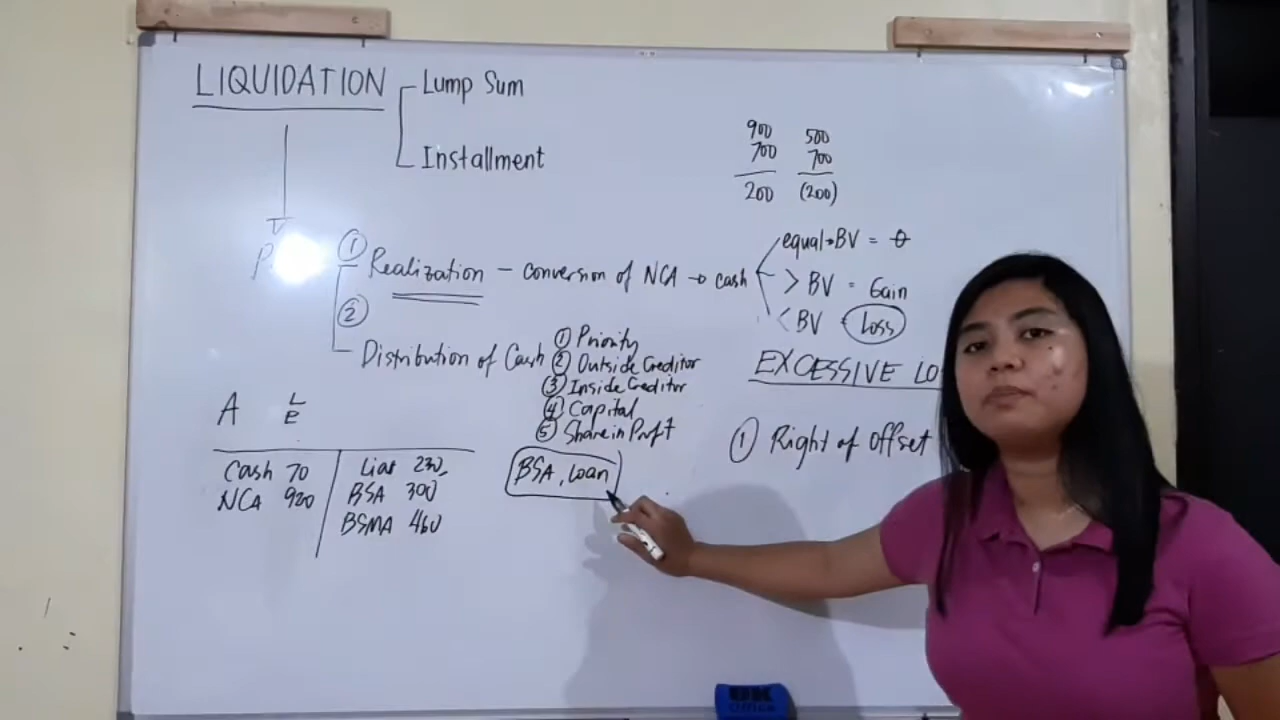 LIQUIDATION
Lump Sum
Installment
900 500
700 700
200 (200)
① Realization - conversion of NCA → cash
equal → BV = 0
> BV = Gain
< BV = Loss
② Distribution of Cash
① Priority
② Outside Creditor
③ Inside Creditor
④ Capital
⑤ Share in Profit
EXCESSIVE LO
① Right of Offset
BSA, Loan
A L
E
Cash 70
NCA 920
Liab 230
BSA 300
BSMA 460
Office